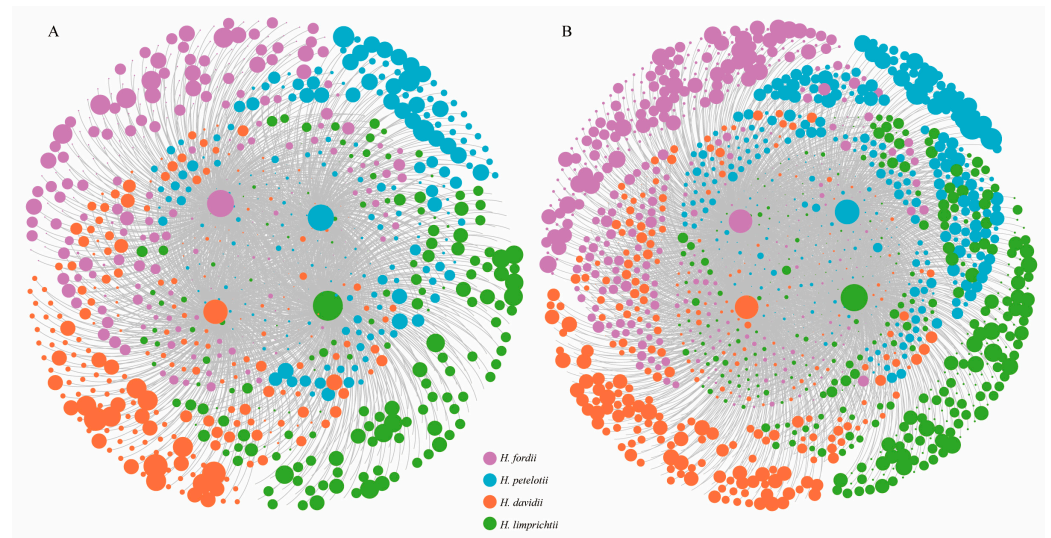 A
B
H. fordii
H. petelotii
H. davidii
H. limprichtii